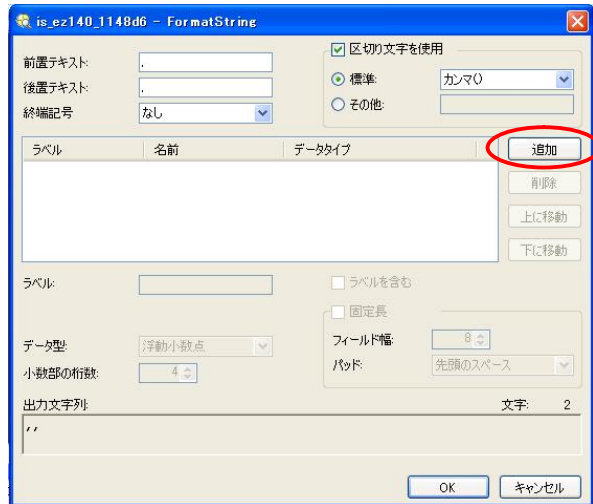 is_ez140_1148d6 - FormatString
前置テキスト: .
後置テキスト: .
終端記号 なし
区切り文字を使用
標準: カンマ(,)
その他:
ラベル 名前 データタイプ
追加
削除
上に移動
下に移動
ラベル:
ラベルを含む
固定長
データ型: 浮動小数点
フィールド幅: 8
小数部の桁数: 4
パッド: 先頭のスペース
出力文字列: 文字: 2
,,
OK キャンセル